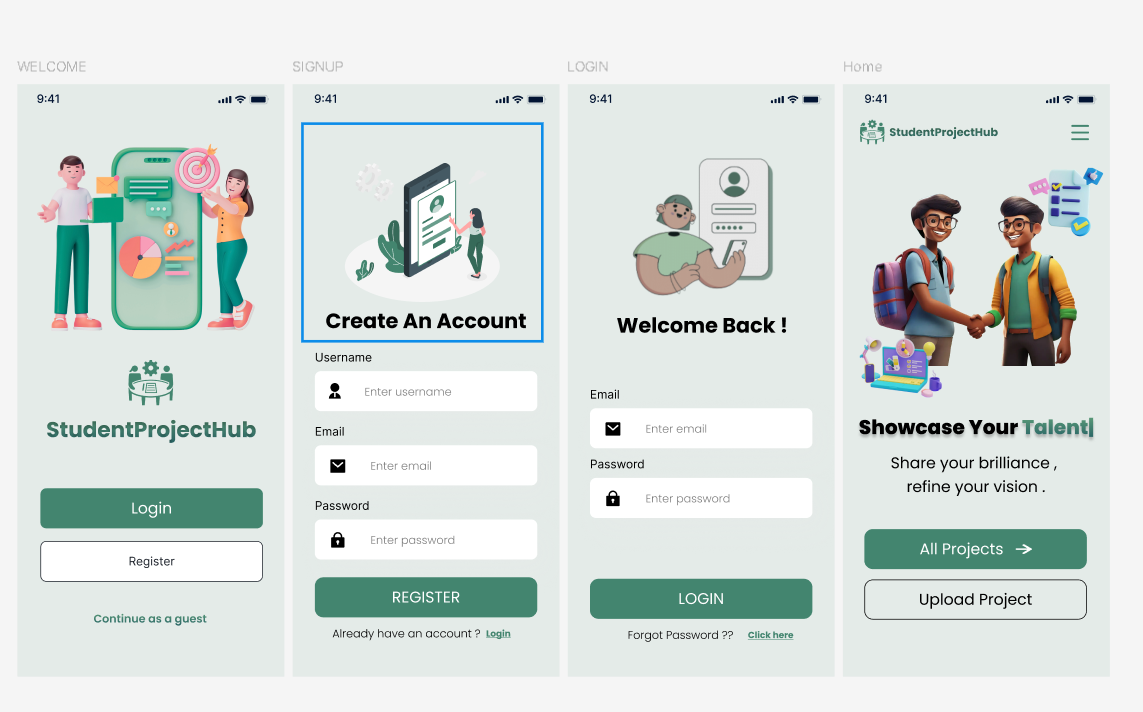 WELCOME
9:41
StudentProjectHub
Login
Register
Continue as a guest
SIGNUP
9:41
Create An Account
Username
Enter username
Email
Enter email
Password
Enter password
REGISTER
Already have an account ? Login
LOGIN
9:41
Welcome Back !
Email
Enter email
Password
Enter password
LOGIN
Forgot Password ?? Click here
Home
9:41
StudentProjectHub
Showcase Your Talent
Share your brilliance ,
refine your vision .
All Projects
Upload Project